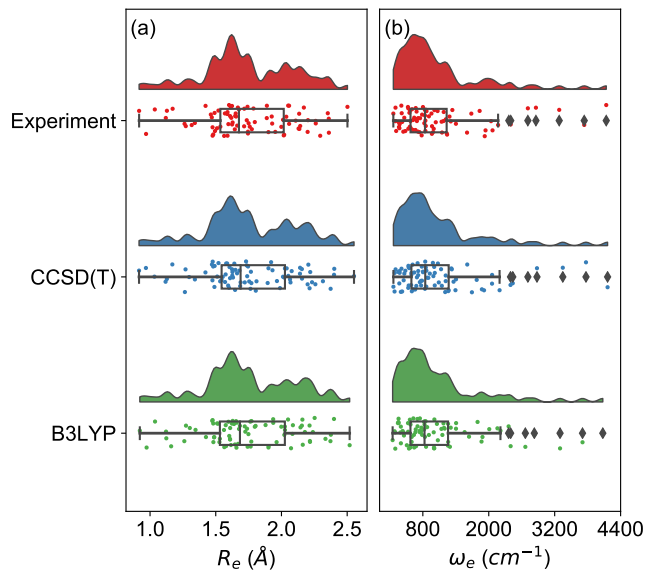 (a)
(b)
Experiment
CCSD(T)
B3LYP
1.0 1.5 2.0 2.5
800 2000 3200 4400
R_e (Å)
ω_e (cm⁻¹)